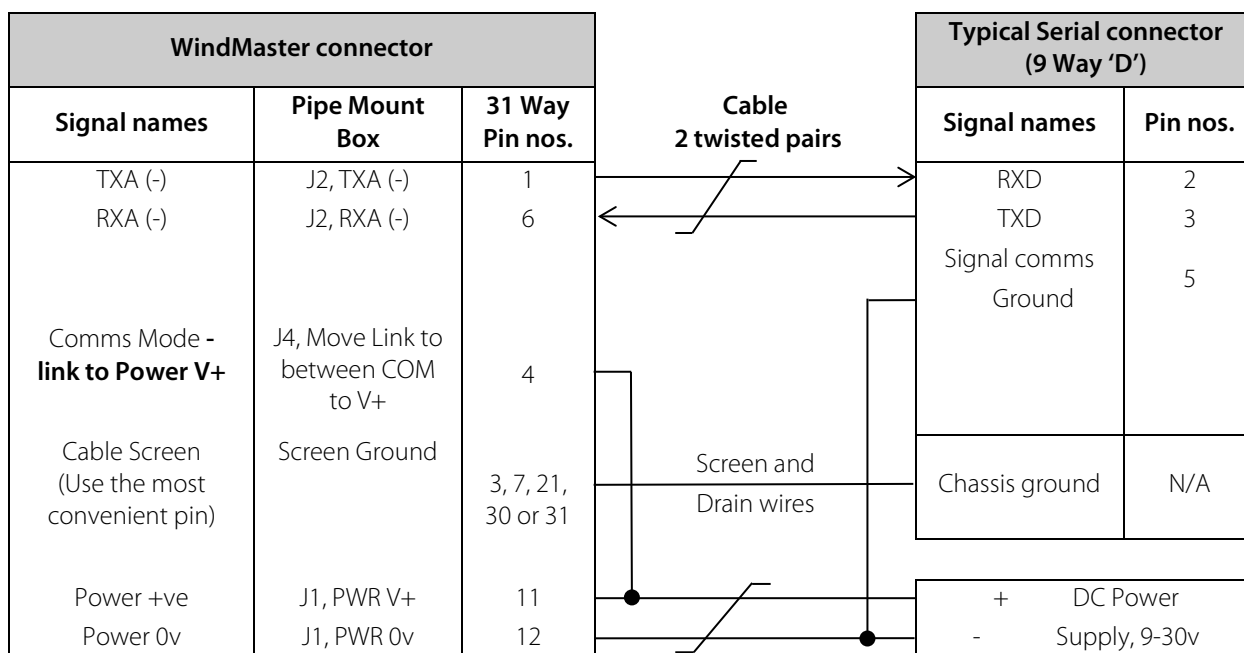 WindMaster connector
Typical Serial connector
(9 Way ‘D’)
Signal names
Pipe Mount
Box
31 Way
Pin nos.
Cable
2 twisted pairs
Signal names
Pin nos.
TXA (-)
J2, TXA (-)
1
RXD
2
RXA (-)
J2, RXA (-)
6
TXD
3
Signal comms
Ground
5
Comms Mode -
link to Power V+
J4, Move Link to
between COM
to V+
4
Cable Screen
(Use the most
convenient pin)
Screen Ground
3, 7, 21,
30 or 31
Screen and
Drain wires
Chassis ground
N/A
Power +ve
J1, PWR V+
11
+ DC Power
Power 0v
J1, PWR 0v
12
- Supply, 9-30v